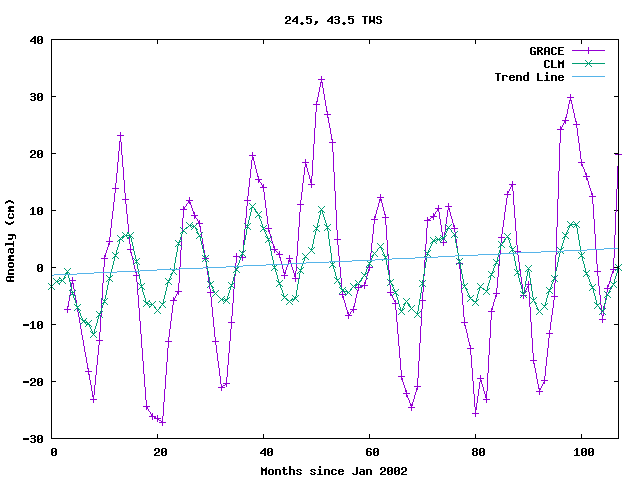 24.5, 43.5 TWS
GRACE
CLM
Trend Line
Anomaly (cm)
40
30
20
10
0
-10
-20
-30
0 20 40 60 80 100
Months since Jan 2002